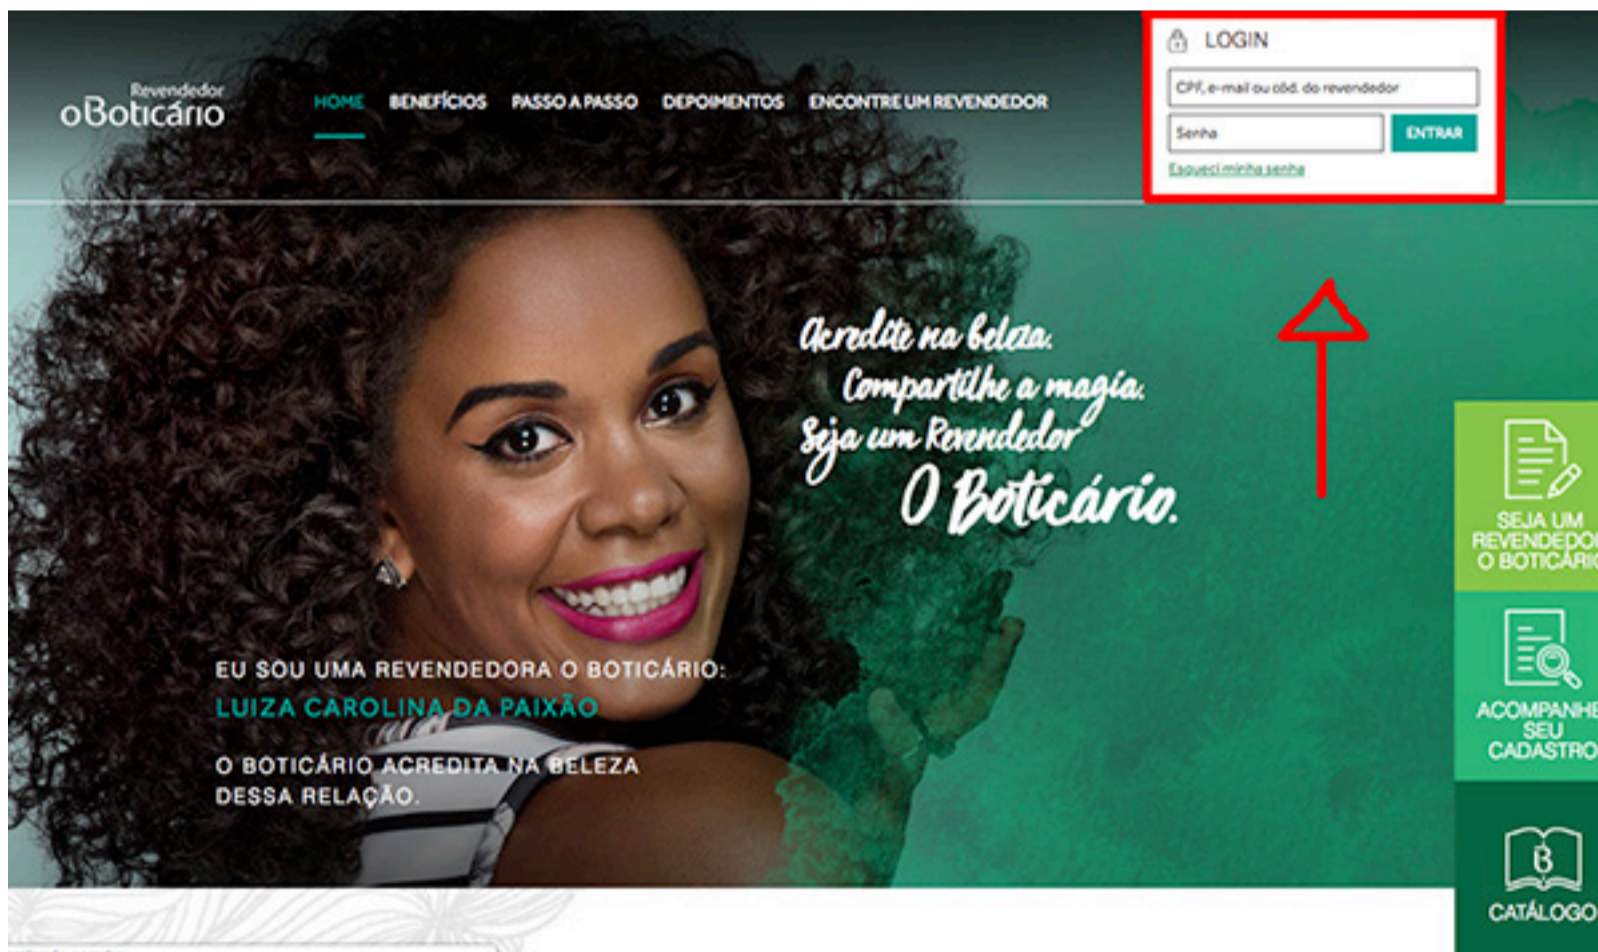 Revendedor
oBoticário
HOME BENEFÍCIOS PASSO A PASSO DEPOIMENTOS ENCONTRE UM REVENDEDOR
LOGIN
CPF, e-mail ou cód. do revendedor
Senha
ENTRAR
Esqueci minha senha
Acredite na beleza.
Compartilhe a magia.
Seja um Revendedor
O Boticário.
EU SOU UMA REVENDEDORA O BOTICÁRIO:
LUIZA CAROLINA DA PAIXÃO
O BOTICÁRIO ACREDITA NA BELEZA
DESSA RELAÇÃO.
SEJA UM
REVENDEDOR
O BOTICÁRIO
ACOMPANHE
SEU
CADASTRO
B
CATÁLOGO